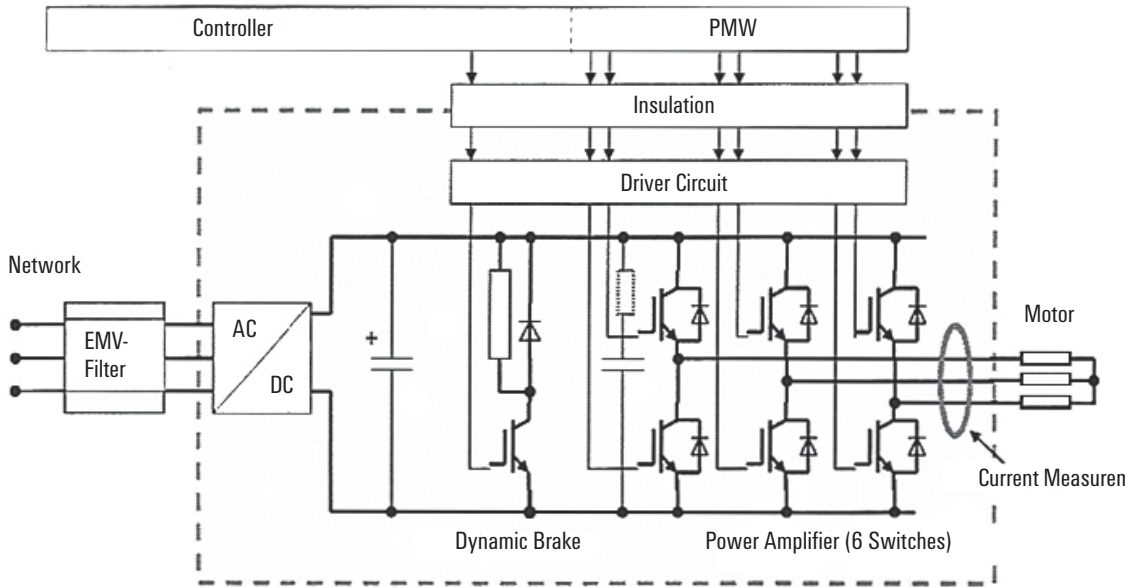 Controller
PMW
Insulation
Driver Circuit
Network
EMV-
Filter
AC
DC
+
Motor
Current Measuren
Dynamic Brake
Power Amplifier (6 Switches)